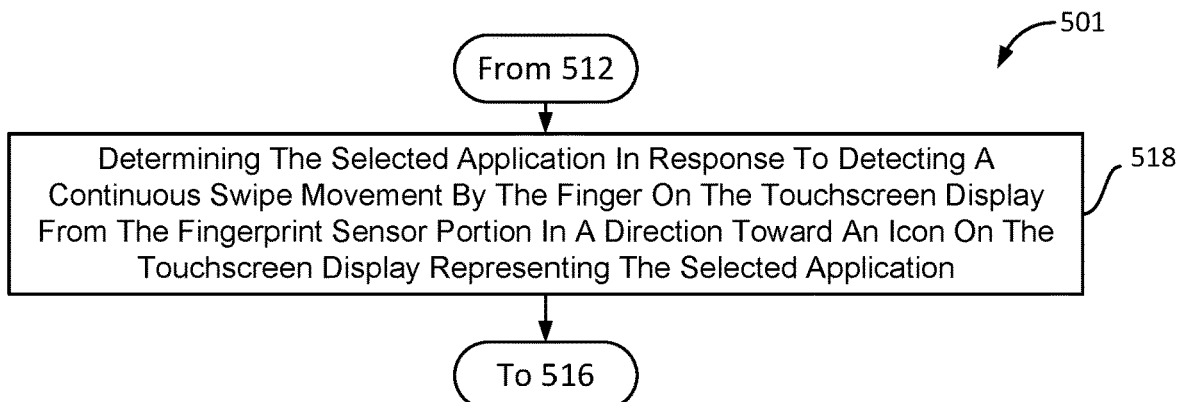 501
From 512
Determining The Selected Application In Response To Detecting A
Continuous Swipe Movement By The Finger On The Touchscreen Display
From The Fingerprint Sensor Portion In A Direction Toward An Icon On The
Touchscreen Display Representing The Selected Application
518
To 516